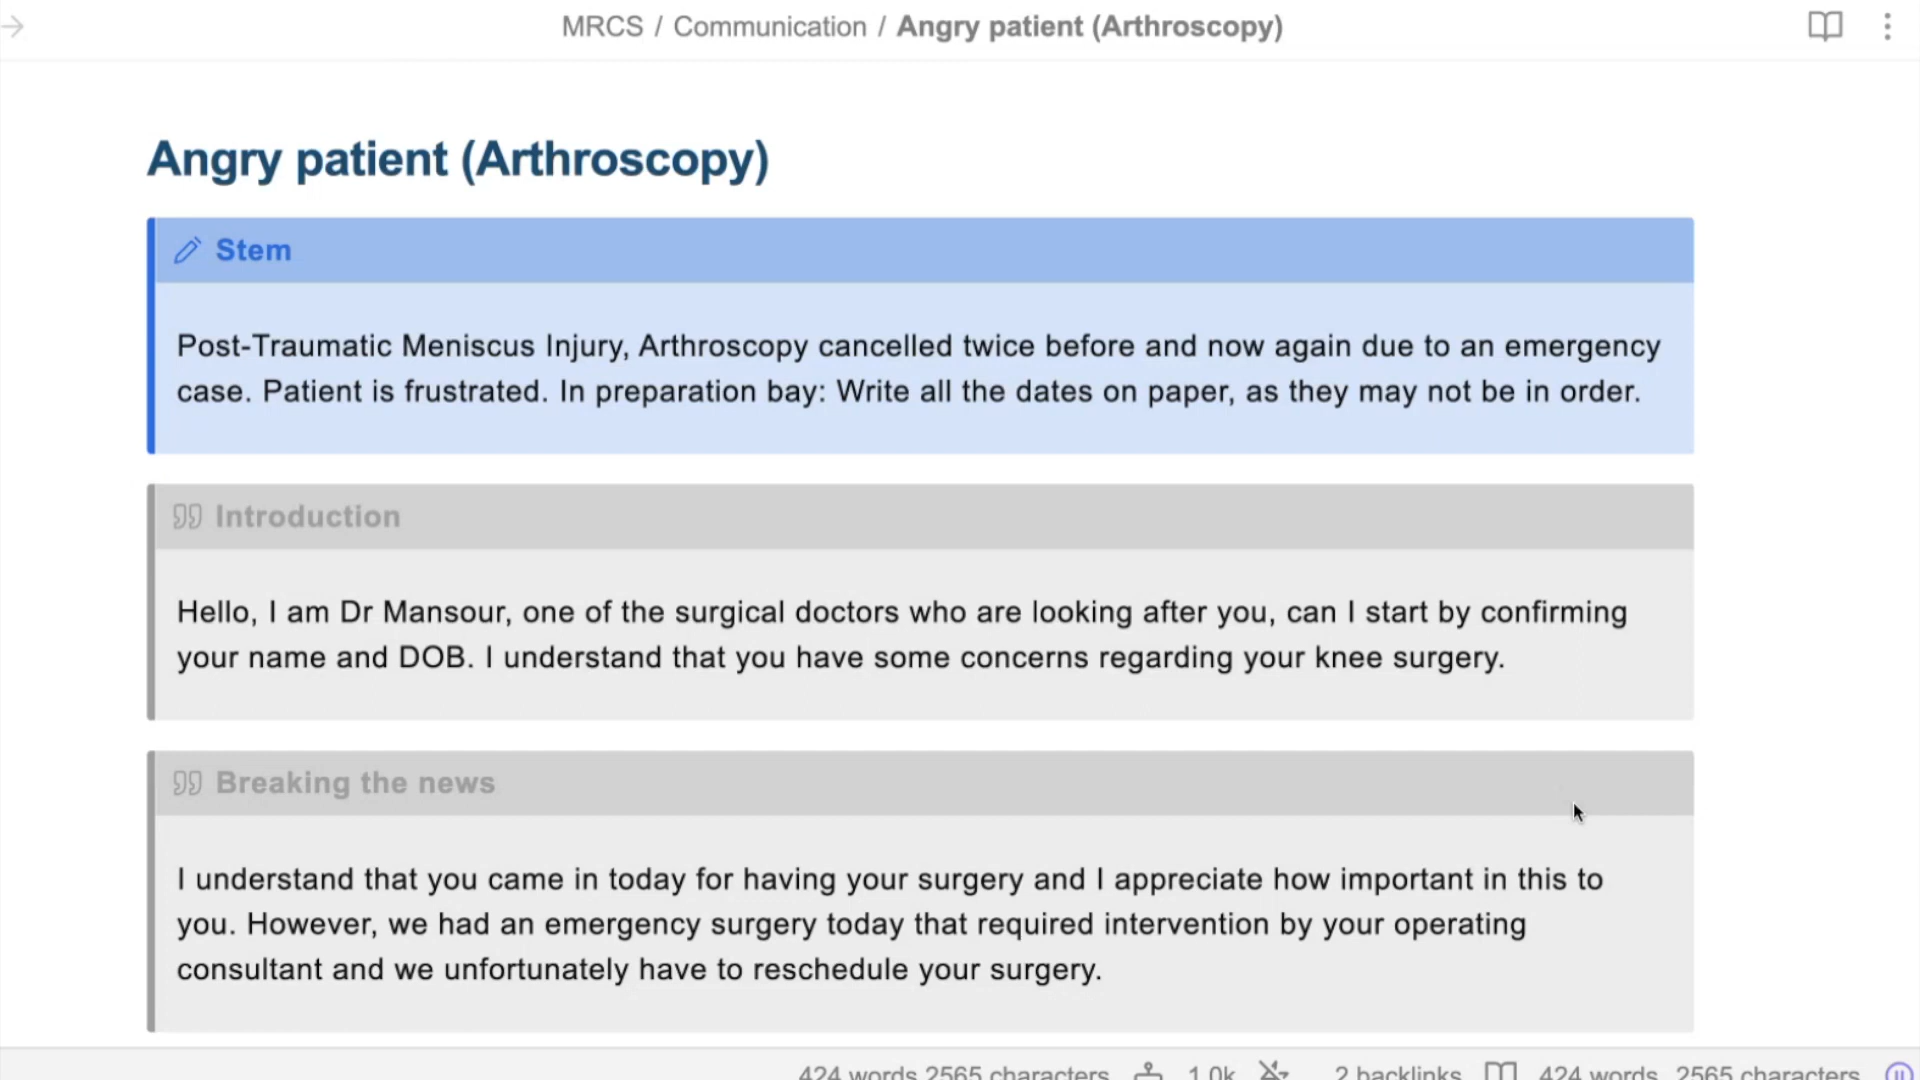 MRCS / Communication / Angry patient (Arthroscopy)
Angry patient (Arthroscopy)
Stem
Post-Traumatic Meniscus Injury, Arthroscopy cancelled twice before and now again due to an emergency
case. Patient is frustrated. In preparation bay: Write all the dates on paper, as they may not be in order.
Introduction
Hello, I am Dr Mansour, one of the surgical doctors who are looking after you, can I start by confirming
your name and DOB. I understand that you have some concerns regarding your knee surgery.
Breaking the news
I understand that you came in today for having your surgery and I appreciate how important in this to
you. However, we had an emergency surgery today that required intervention by your operating
consultant and we unfortunately have to reschedule your surgery.
424 words 2565 characters 1.0k 2 backlinks 424 words 2565 characters